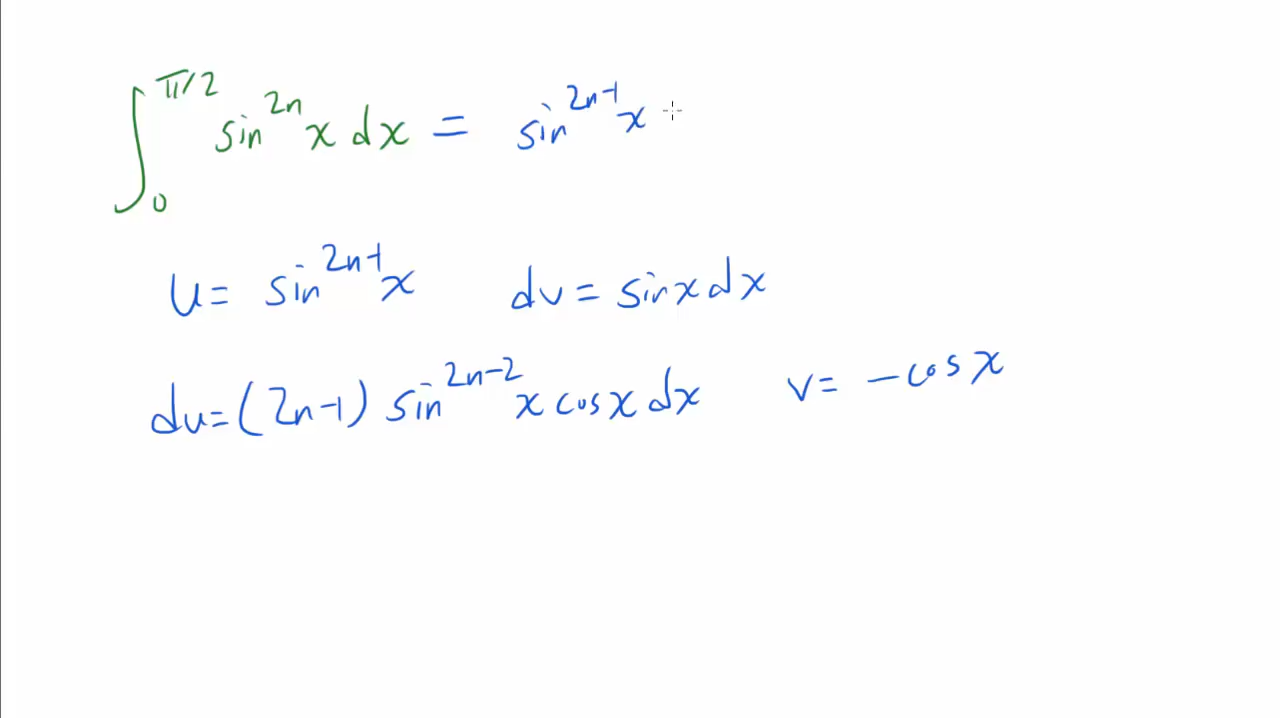 ∫₀^{π/2} sin^{2n} x dx = sin^{2n-1} x
u = sin^{2n-1} x dv = sin x dx
du = (2n-1) sin^{2n-2} x cos x dx v = -cos x